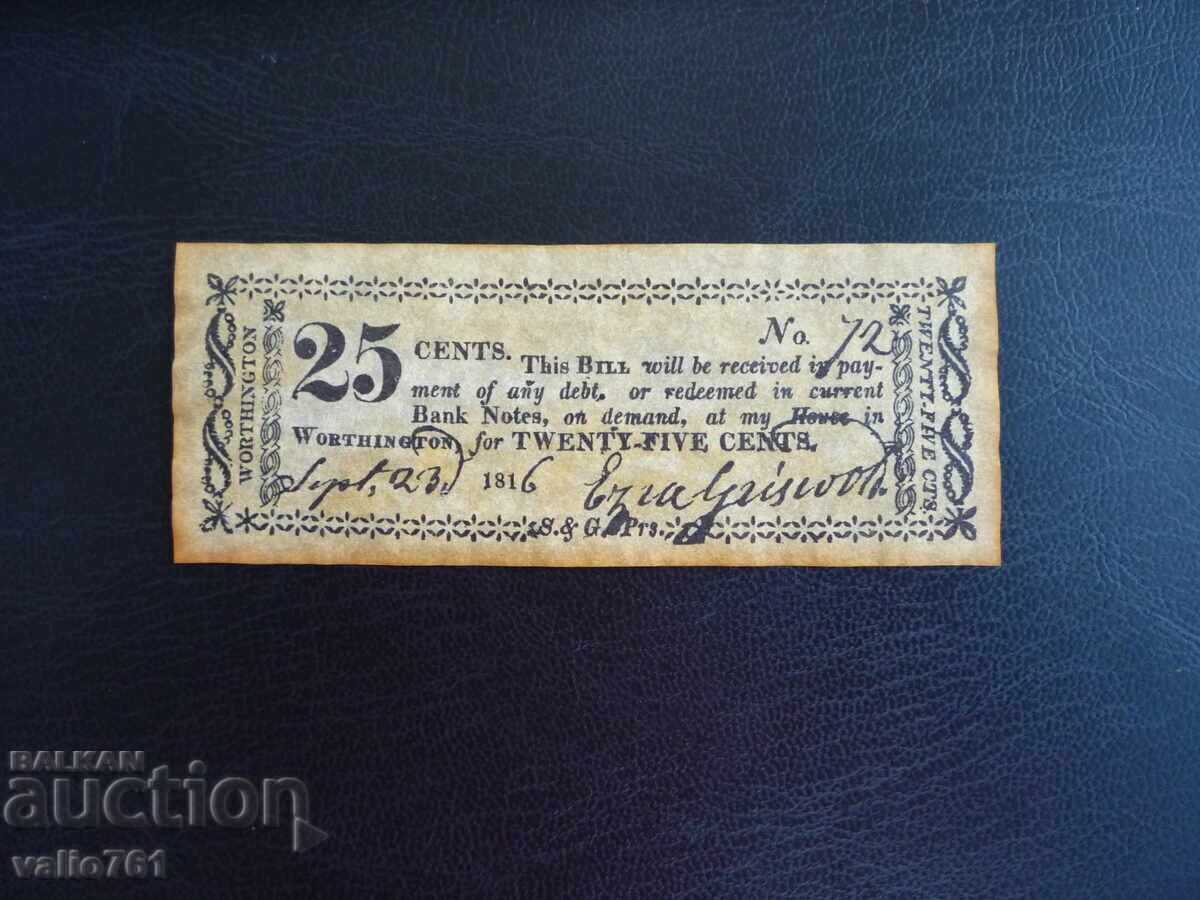 No. 72
25 CENTS. This BILL will be received in pay-
ment of any debt, or redeemed in current
Bank Notes, on demand, at my House in
WORTHINGTON, for TWENTY-FIVE CENTS.
Sept, 23d 1816 Ezra Griswold
S. & G. Prs.
WORTHINGTON
TWENTY-FIVE CTS.
BALKAN
auction
valio761